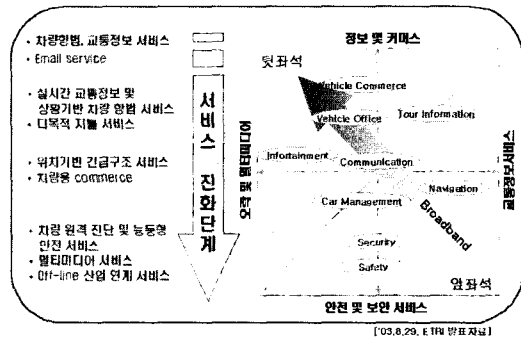 • 차량항법, 교통정보 서비스
• Email service
• 실시간 교통정보 및
상황기반 차량 항법 서비스
• 다목적 지불 서비스
• 위치기반 긴급구조 서비스
• 차량용 commerce
• 차량 원격 진단 및 능동형
안전 서비스
• 멀티미디어 서비스
• Off-line 산업 연계 서비스
서비스 진화단계
정보 및 커머스
뒷좌석
Vehicle Commerce
Vehicle Office
Tour Information
Infortainment
Communication
Navigation
Car Management
Broadband
Security
Safety
앞좌석
오락 및 멀티미디어
교통정보서비스
안전 및 보안 서비스
['03.8.29, ETRI 발표자료]